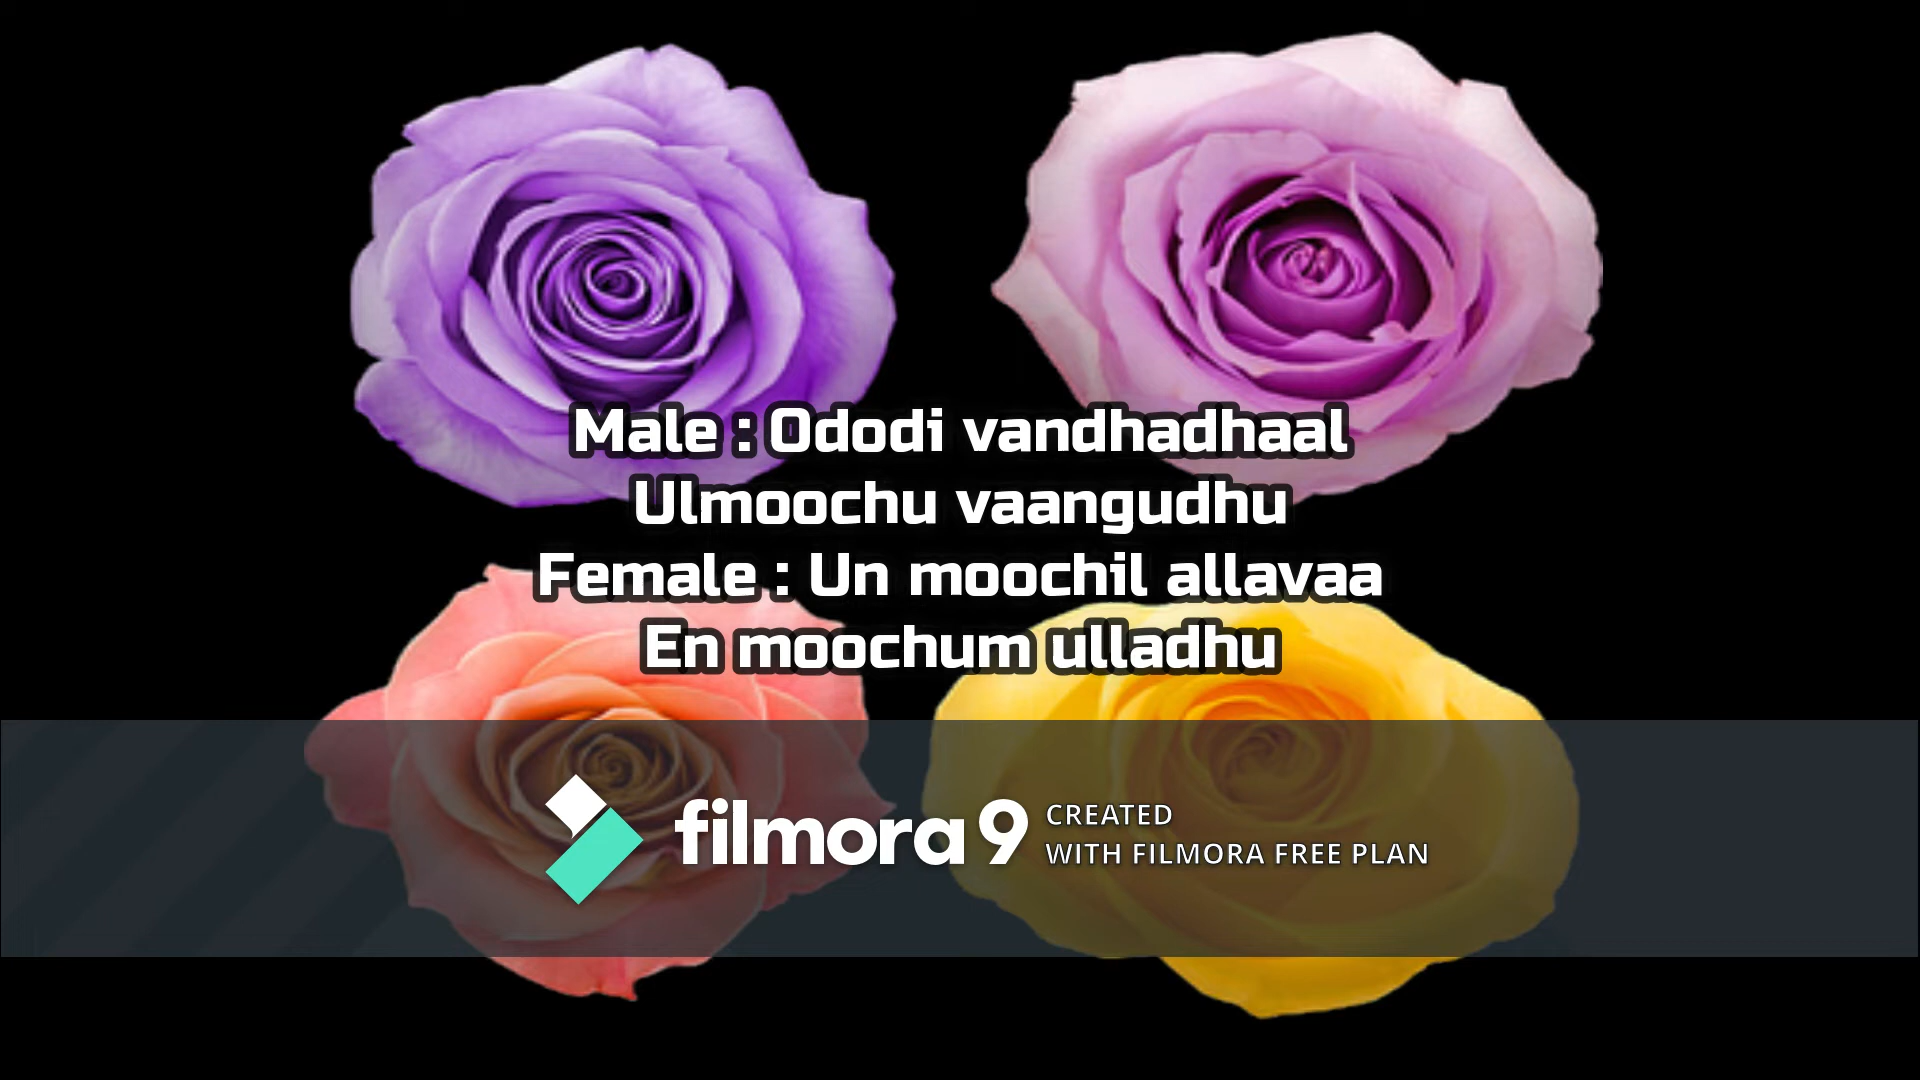 Male : Ododi vandhadhaal
Ulmoochu vaangudhu
Female : Un moochil allavaa
En moochum ulladhu
filmora 9
CREATED
WITH FILMORA FREE PLAN